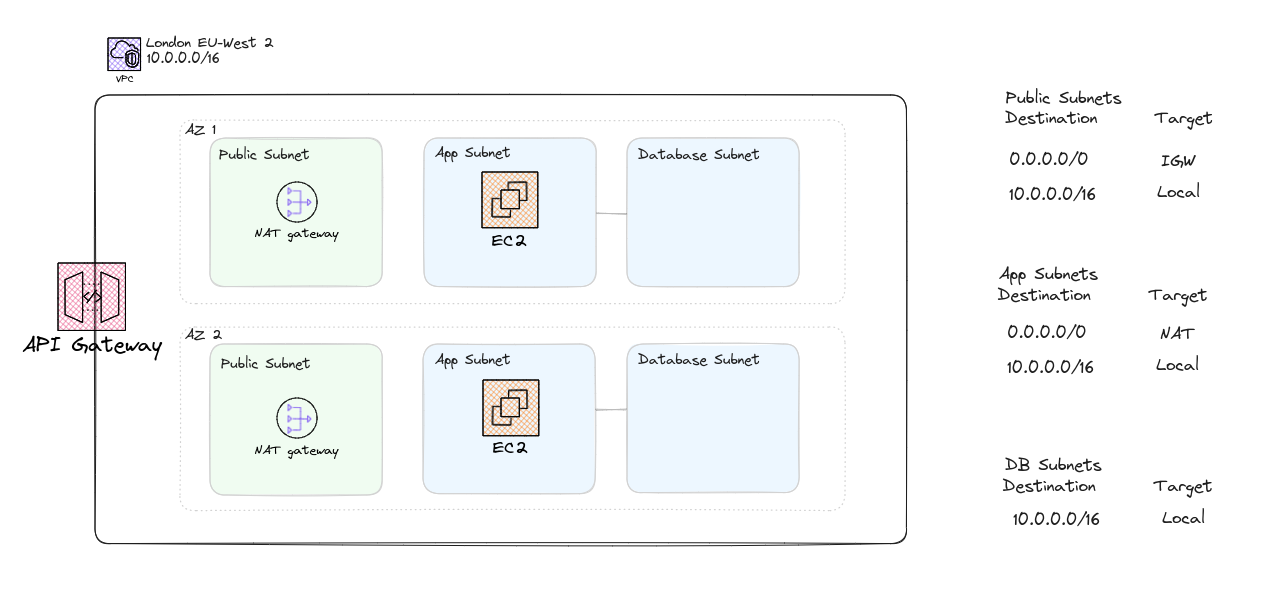 London EU-West 2
10.0.0.0/16
VPC
AZ 1
Public Subnet
NAT gateway
App Subnet
EC2
Database Subnet
API Gateway
AZ 2
Public Subnet
NAT gateway
App Subnet
EC2
Database Subnet
Public Subnets
Destination Target
0.0.0.0/0 IGW
10.0.0.0/16 Local
App Subnets
Destination Target
0.0.0.0/0 NAT
10.0.0.0/16 Local
DB Subnets
Destination Target
10.0.0.0/16 Local